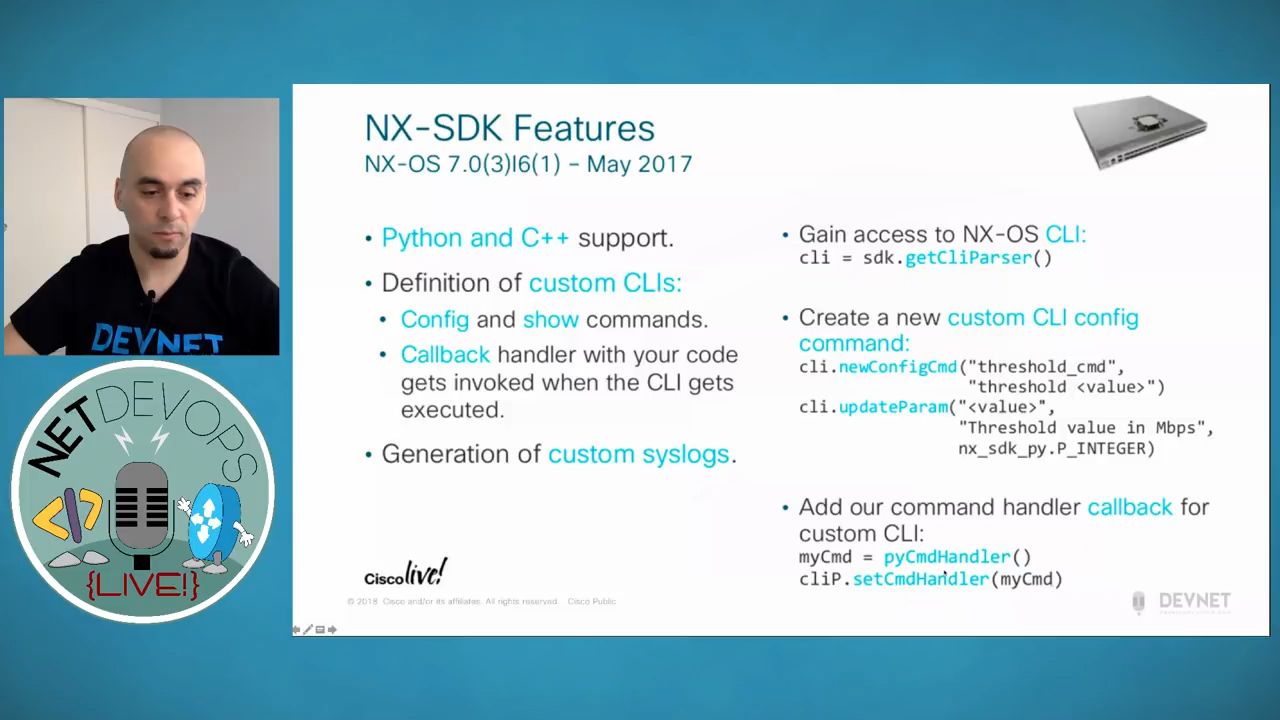 NX-SDK Features
NX-OS 7.0(3)I6(1) – May 2017
• Python and C++ support.
• Definition of custom CLIs:
• Config and show commands.
• Callback handler with your code
gets invoked when the CLI gets
executed.
• Generation of custom syslogs.
• Gain access to NX-OS CLI:
cli = sdk.getCliParser()
• Create a new custom CLI config
command:
cli.newConfigCmd("threshold_cmd",
"threshold <value>")
cli.updateParam("<value>",
"Threshold value in Mbps",
nx_sdk_py.P_INTEGER)
• Add our command handler callback for
custom CLI:
myCmd = pyCmdHandler()
cliP.setCmdHandler(myCmd)
Cisco live!
© 2018 Cisco and/or its affiliates. All rights reserved. Cisco Public
DEVNET
DEVNET
NETDEVOPS
</>
{LIVE!}